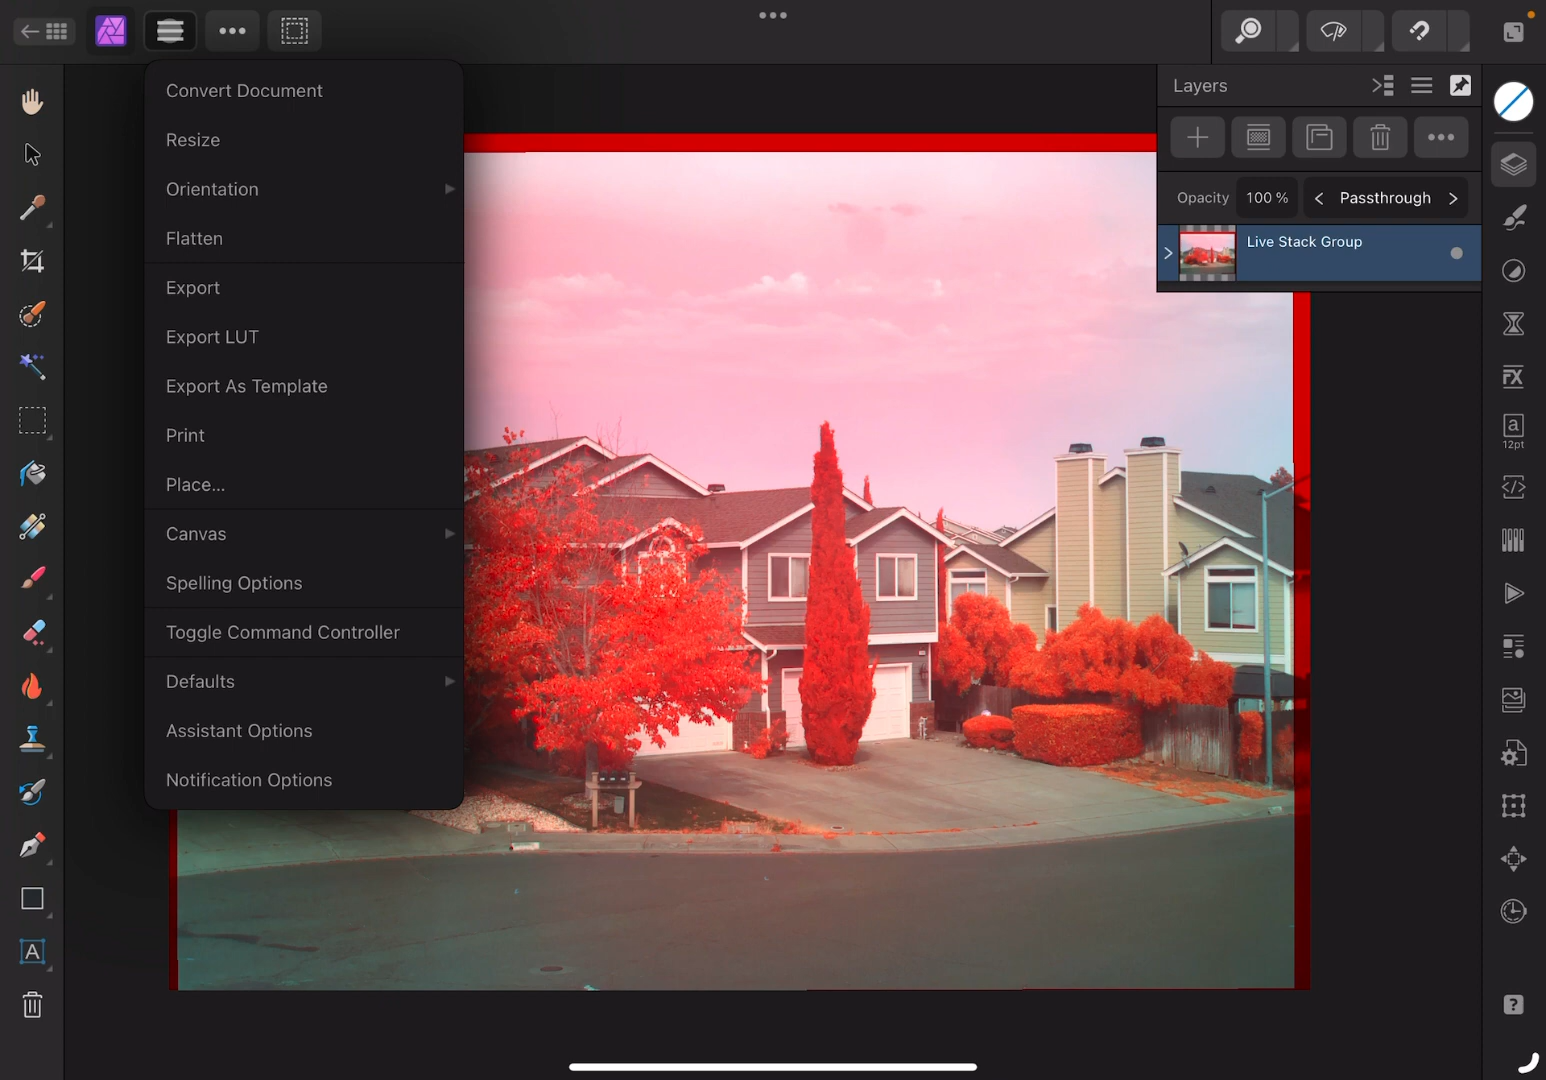 Convert Document
Resize
Orientation
Flatten
Export
Export LUT
Export As Template
Print
Place...
Canvas
Spelling Options
Toggle Command Controller
Defaults
Assistant Options
Notification Options
Layers
Opacity 100 % Passthrough
Live Stack Group
FX
a
12pt
A
?